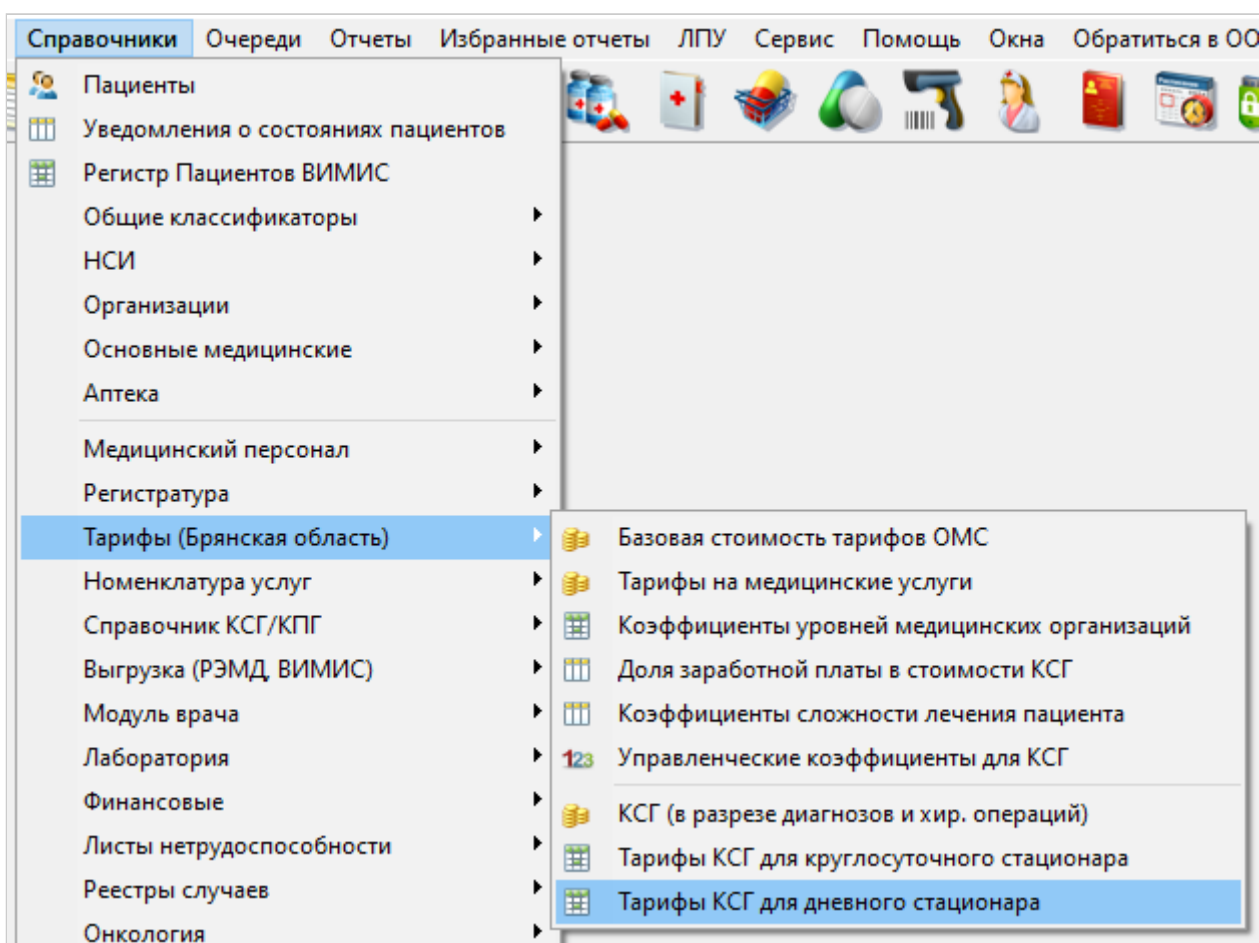 Справочники Очереди Отчеты Избранные отчеты ЛПУ Сервис Помощь Окна Обратиться в ОО
Пациенты
Уведомления о состояниях пациентов
Регистр Пациентов ВИМИС
Общие классификаторы
НСИ
Организации
Основные медицинские
Аптека
Медицинский персонал
Регистратура
Тарифы (Брянская область)
Номенклатура услуг
Справочник КСГ/КПГ
Выгрузка (РЭМД, ВИМИС)
Модуль врача
Лаборатория
Финансовые
Листы нетрудоспособности
Реестры случаев
Онкология
Базовая стоимость тарифов ОМС
Тарифы на медицинские услуги
Коэффициенты уровней медицинских организаций
Доля заработной платы в стоимости КСГ
Коэффициенты сложности лечения пациента
123 Управленческие коэффициенты для КСГ
КСГ (в разрезе диагнозов и хир. операций)
Тарифы КСГ для круглосуточного стационара
Тарифы КСГ для дневного стационара